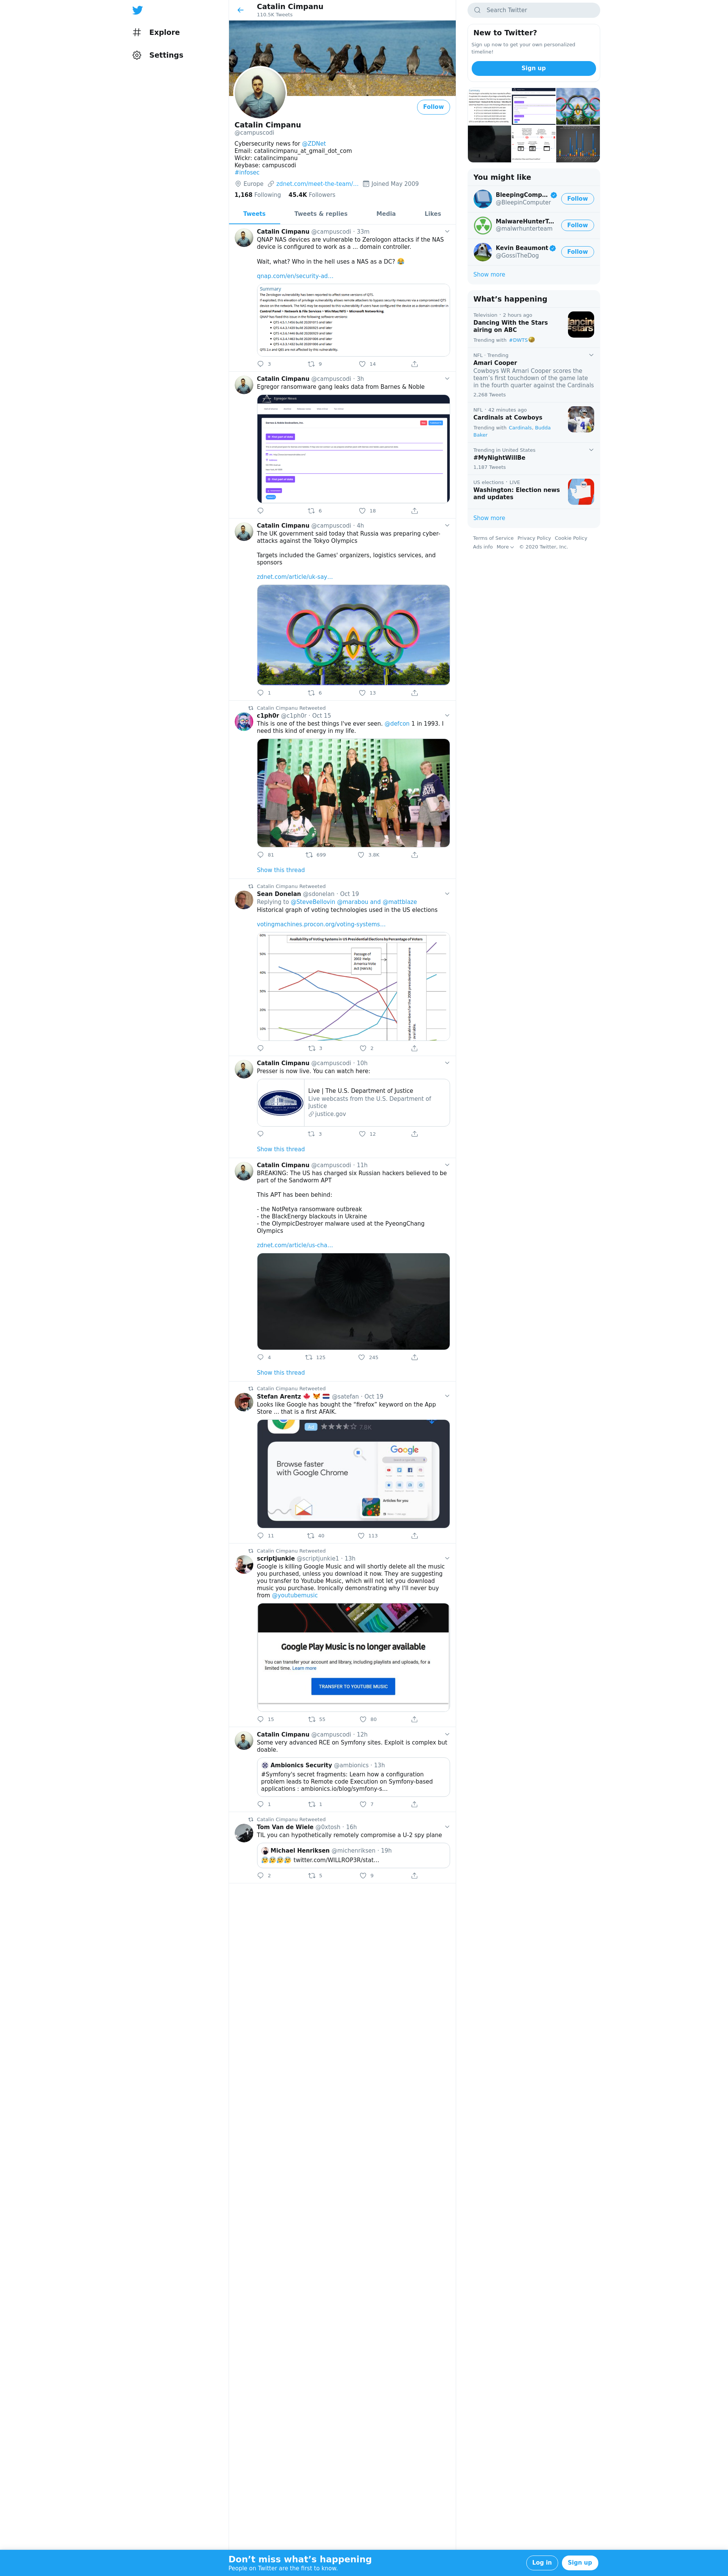 Explore
Settings
Catalin Cimpanu
110.5K Tweets
Follow
Catalin Cimpanu
@campuscodi
Cybersecurity news for @ZDNet
Email: catalincimpanu_at_gmail_dot_com
Wickr: catalincimpanu
Keybase: campuscodi
#infosec
Europe zdnet.com/meet-the-team/... Joined May 2009
1,168 Following 45.4K Followers
Tweets Tweets & replies Media Likes
Catalin Cimpanu @campuscodi · 33m
QNAP NAS devices are vulnerable to Zerologon attacks if the NAS
device is configured to work as a ... domain controller.
Wait, what? Who in the hell uses a NAS as a DC? 😂
qnap.com/en/security-ad...
Summary
3 9 14
Catalin Cimpanu @campuscodi · 3h
Egregor ransomware gang leaks data from Barnes & Noble
6 18
Catalin Cimpanu @campuscodi · 4h
The UK government said today that Russia was preparing cyber-
attacks against the Tokyo Olympics
Targets included the Games' organizers, logistics services, and
sponsors
zdnet.com/article/uk-say...
1 6 13
Catalin Cimpanu Retweeted
c1ph0r @c1ph0r · Oct 15
This is one of the best things I've ever seen. @defcon 1 in 1993. I
need this kind of energy in my life.
81 699 3.8K
Show this thread
Catalin Cimpanu Retweeted
Sean Donelan @sdonelan · Oct 19
Replying to @SteveBellovin @marabou and @mattblaze
Historical graph of voting technologies used in the US elections
votingmachines.procon.org/voting-systems...
Availability of Voting Systems in US Presidential Elections by Percentage of Voters
60%
50%
40%
30%
20%
10%
Passage of
2002 Help
America Vote
Act (HAVA)
3 2
Catalin Cimpanu @campuscodi · 10h
Presser is now live. You can watch here:
Live | The U.S. Department of Justice
Live webcasts from the U.S. Department of
Justice
justice.gov
3 12
Show this thread
Catalin Cimpanu @campuscodi · 11h
BREAKING: The US has charged six Russian hackers believed to be
part of the Sandworm APT
This APT has been behind:
- the NotPetya ransomware outbreak
- the BlackEnergy blackouts in Ukraine
- the OlympicDestroyer malware used at the PyeongChang
Olympics
zdnet.com/article/us-cha...
4 125 245
Show this thread
Catalin Cimpanu Retweeted
Stefan Arentz 🍁 🦊 🇳🇱 @satefan · Oct 19
Looks like Google has bought the "firefox" keyword on the App
Store ... that is a first AFAIK.
Ad
Browse faster
with Google Chrome
Google
Articles for you
11 40 113
Catalin Cimpanu Retweeted
scriptjunkie @scriptjunkie1 · 13h
Google is killing Google Music and will shortly delete all the music
you purchased, unless you download it now. They are suggesting
you transfer to Youtube Music, which will not let you download
music you purchase. Ironically demonstrating why I'll never buy
from @youtubemusic
Google Play Music is no longer available
You can transfer your account and library, including playlists and uploads, for a
limited time. Learn more
TRANSFER TO YOUTUBE MUSIC
15 55 80
Catalin Cimpanu @campuscodi · 12h
Some very advanced RCE on Symfony sites. Exploit is complex but
doable.
Ambionics Security @ambionics · 13h
#Symfony's secret fragments: Learn how a configuration
problem leads to Remote code Execution on Symfony-based
applications : ambionics.io/blog/symfony-s...
1 1 7
Catalin Cimpanu Retweeted
Tom Van de Wiele @0xtosh · 16h
TIL you can hypothetically remotely compromise a U-2 spy plane
Michael Henriksen @michenriksen · 19h
twitter.com/WILLROP3R/stat...
2 5 9
Search Twitter
New to Twitter?
Sign up now to get your own personalized
timeline!
Sign up
You might like
BleepingComp...
@BleepinComputer
Follow
MalwareHunterT...
@malwrhunterteam
Follow
Kevin Beaumont
@GossiTheDog
Follow
Show more
What's happening
Television · 2 hours ago
Dancing With the Stars
airing on ABC
Trending with #DWTS
NFL · Trending
Amari Cooper
Cowboys WR Amari Cooper scores the
team's first touchdown of the game late
in the fourth quarter against the Cardinals
2,268 Tweets
NFL · 42 minutes ago
Cardinals at Cowboys
Trending with Cardinals, Budda
Baker
Trending in United States
#MyNightWillBe
1,187 Tweets
US elections · LIVE
Washington: Election news
and updates
Show more
Terms of Service Privacy Policy Cookie Policy
Ads info More © 2020 Twitter, Inc.
Don't miss what's happening
People on Twitter are the first to know.
Log in Sign up